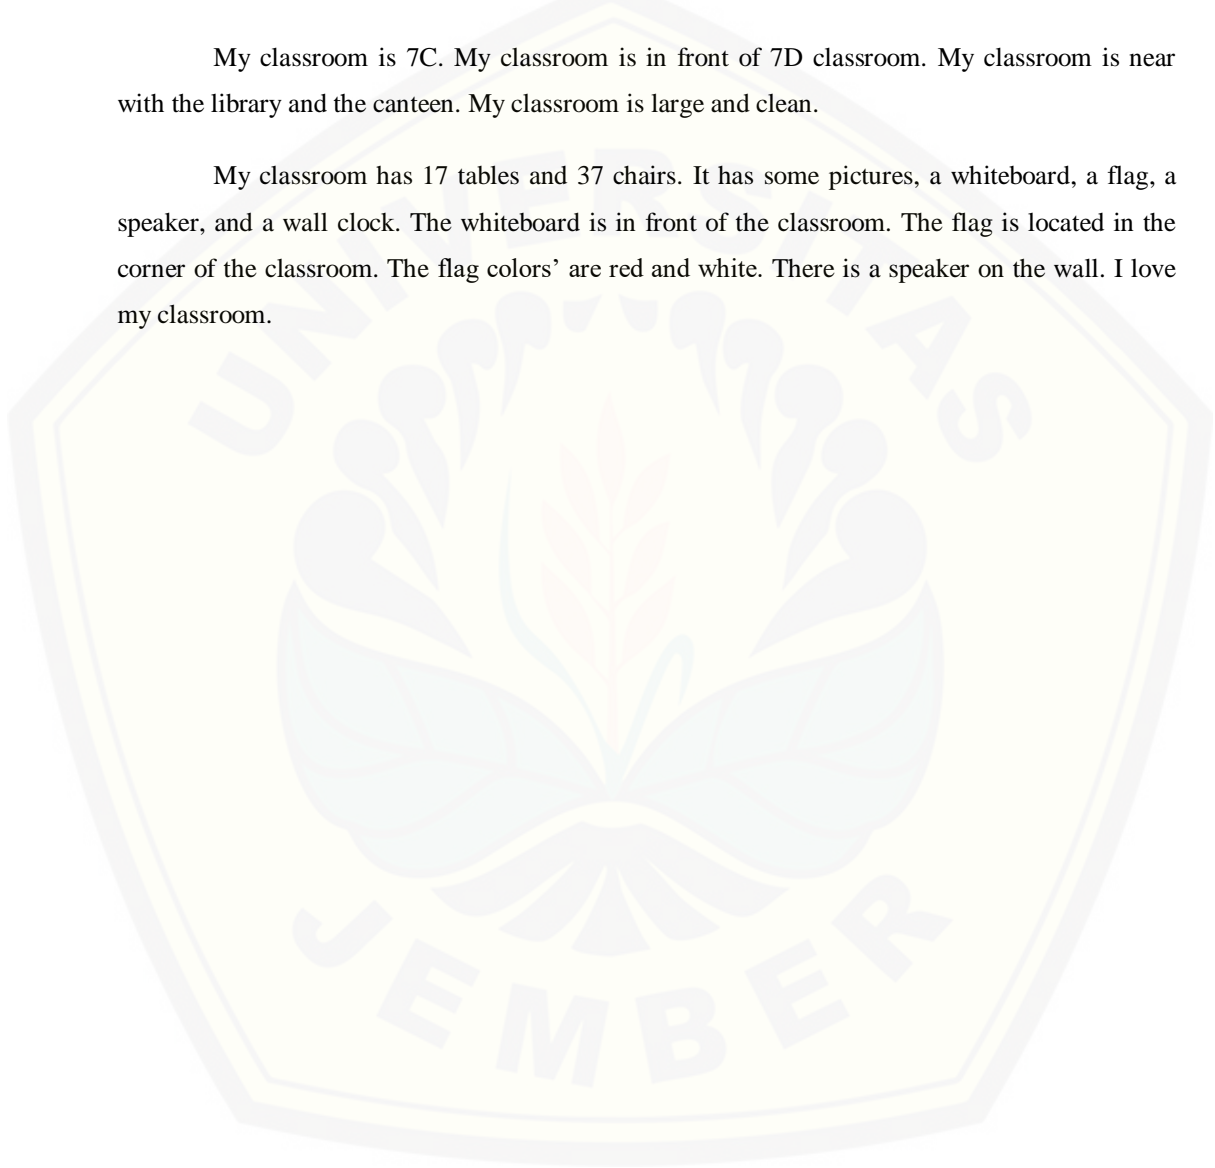 My classroom is 7C. My classroom is in front of 7D classroom. My classroom is near
with the library and the canteen. My classroom is large and clean.
My classroom has 17 tables and 37 chairs. It has some pictures, a whiteboard, a flag, a
speaker, and a wall clock. The whiteboard is in front of the classroom. The flag is located in the
corner of the classroom. The flag colors’ are red and white. There is a speaker on the wall. I love
my classroom.
UNIVERSITAS
JEMBER